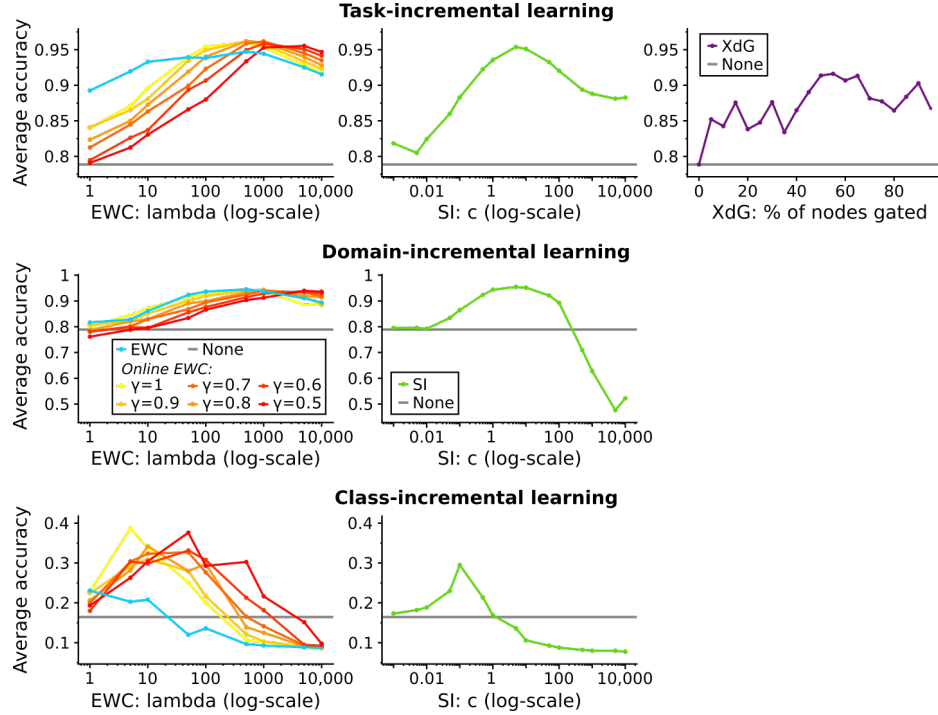 Task-incremental learning
Average accuracy
0.95
0.9
0.85
0.8
1 10 100 1000 10,000
EWC: lambda (log-scale)
0.95
0.9
0.85
0.8
0.01 1 100 10,000
SI: c (log-scale)
XdG
None
0.95
0.9
0.85
0.8
0 20 40 60 80
XdG: % of nodes gated
Domain-incremental learning
Average accuracy
1
0.9
0.8
0.7
0.6
0.5
EWC None
Online EWC:
γ=1 γ=0.7 γ=0.6
γ=0.9 γ=0.8 γ=0.5
1 10 100 1000 10,000
EWC: lambda (log-scale)
1
0.9
0.8
0.7
0.6
0.5
SI
None
0.01 1 100 10,000
SI: c (log-scale)
Class-incremental learning
Average accuracy
0.4
0.3
0.2
0.1
1 10 100 1000 10,000
EWC: lambda (log-scale)
0.4
0.3
0.2
0.1
0.01 1 100 10,000
SI: c (log-scale)